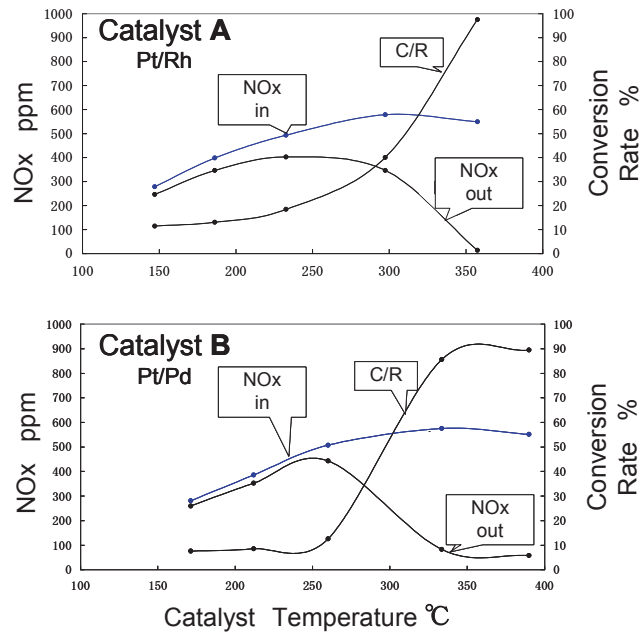 Catalyst A
Pt/Rh
NOx
in
C/R
NOx
out
NOx ppm
1000
900
800
700
600
500
400
300
200
100
0
100
90
80
70
60
50
40
30
20
10
0
Conversion
Rate %
100 150 200 250 300 350 400
Catalyst B
Pt/Pd
NOx
in
C/R
NOx
out
NOx ppm
1000
900
800
700
600
500
400
300
200
100
0
100
90
80
70
60
50
40
30
20
10
0
Conversion
Rate %
100 150 200 250 300 350 400
Catalyst Temperature ℃